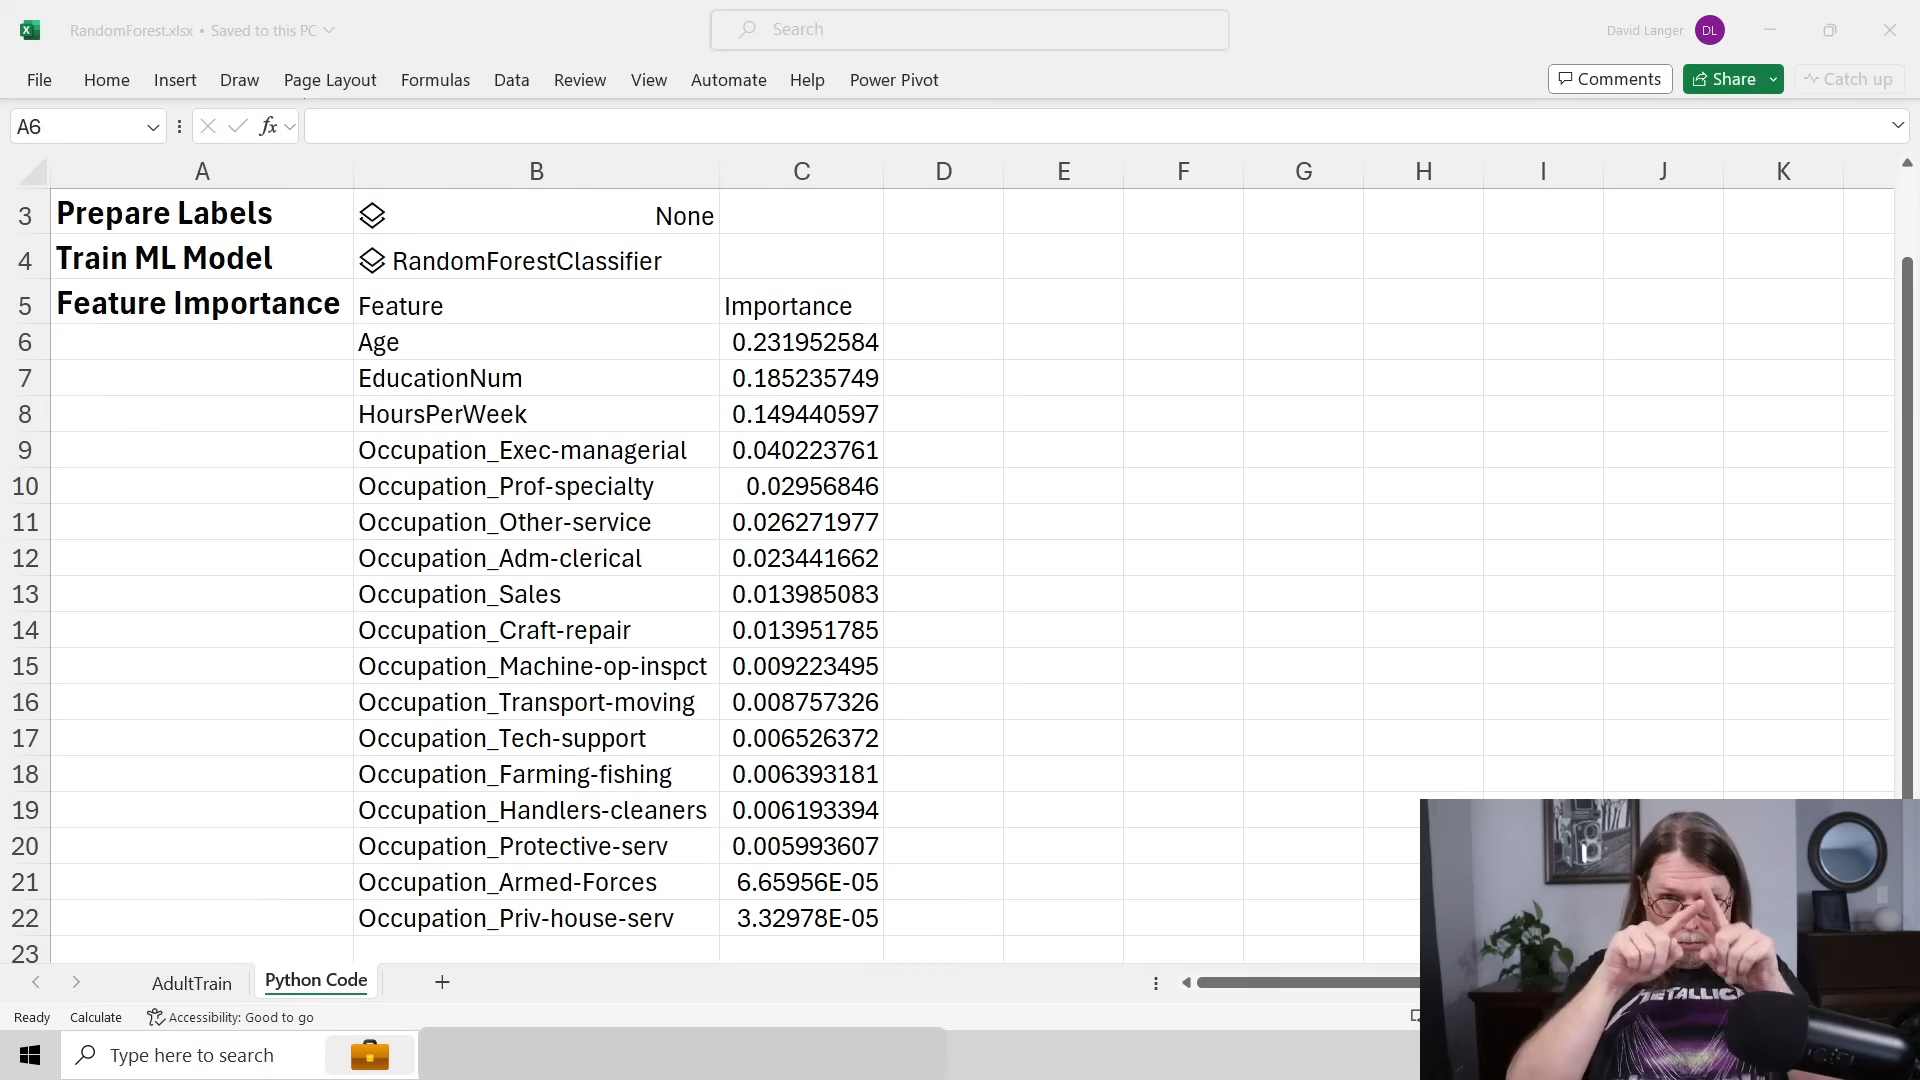 RandomForest.xlsx • Saved to this PC
Search
David Langer
DL
File Home Insert Draw Page Layout Formulas Data Review View Automate Help Power Pivot
Comments
Share
Catch up
A6
fx
A B C D E F G H I J K
3 Prepare Labels None
4 Train ML Model RandomForestClassifier
5 Feature Importance Feature Importance
6 Age 0.231952584
7 EducationNum 0.185235749
8 HoursPerWeek 0.149440597
9 Occupation_Exec-managerial 0.040223761
10 Occupation_Prof-specialty 0.02956846
11 Occupation_Other-service 0.026271977
12 Occupation_Adm-clerical 0.023441662
13 Occupation_Sales 0.013985083
14 Occupation_Craft-repair 0.013951785
15 Occupation_Machine-op-inspct 0.009223495
16 Occupation_Transport-moving 0.008757326
17 Occupation_Tech-support 0.006526372
18 Occupation_Farming-fishing 0.006393181
19 Occupation_Handlers-cleaners 0.006193394
20 Occupation_Protective-serv 0.005993607
21 Occupation_Armed-Forces 6.65956E-05
22 Occupation_Priv-house-serv 3.32978E-05
23
AdultTrain Python Code
Ready Calculate Accessibility: Good to go
Type here to search
METALLICA